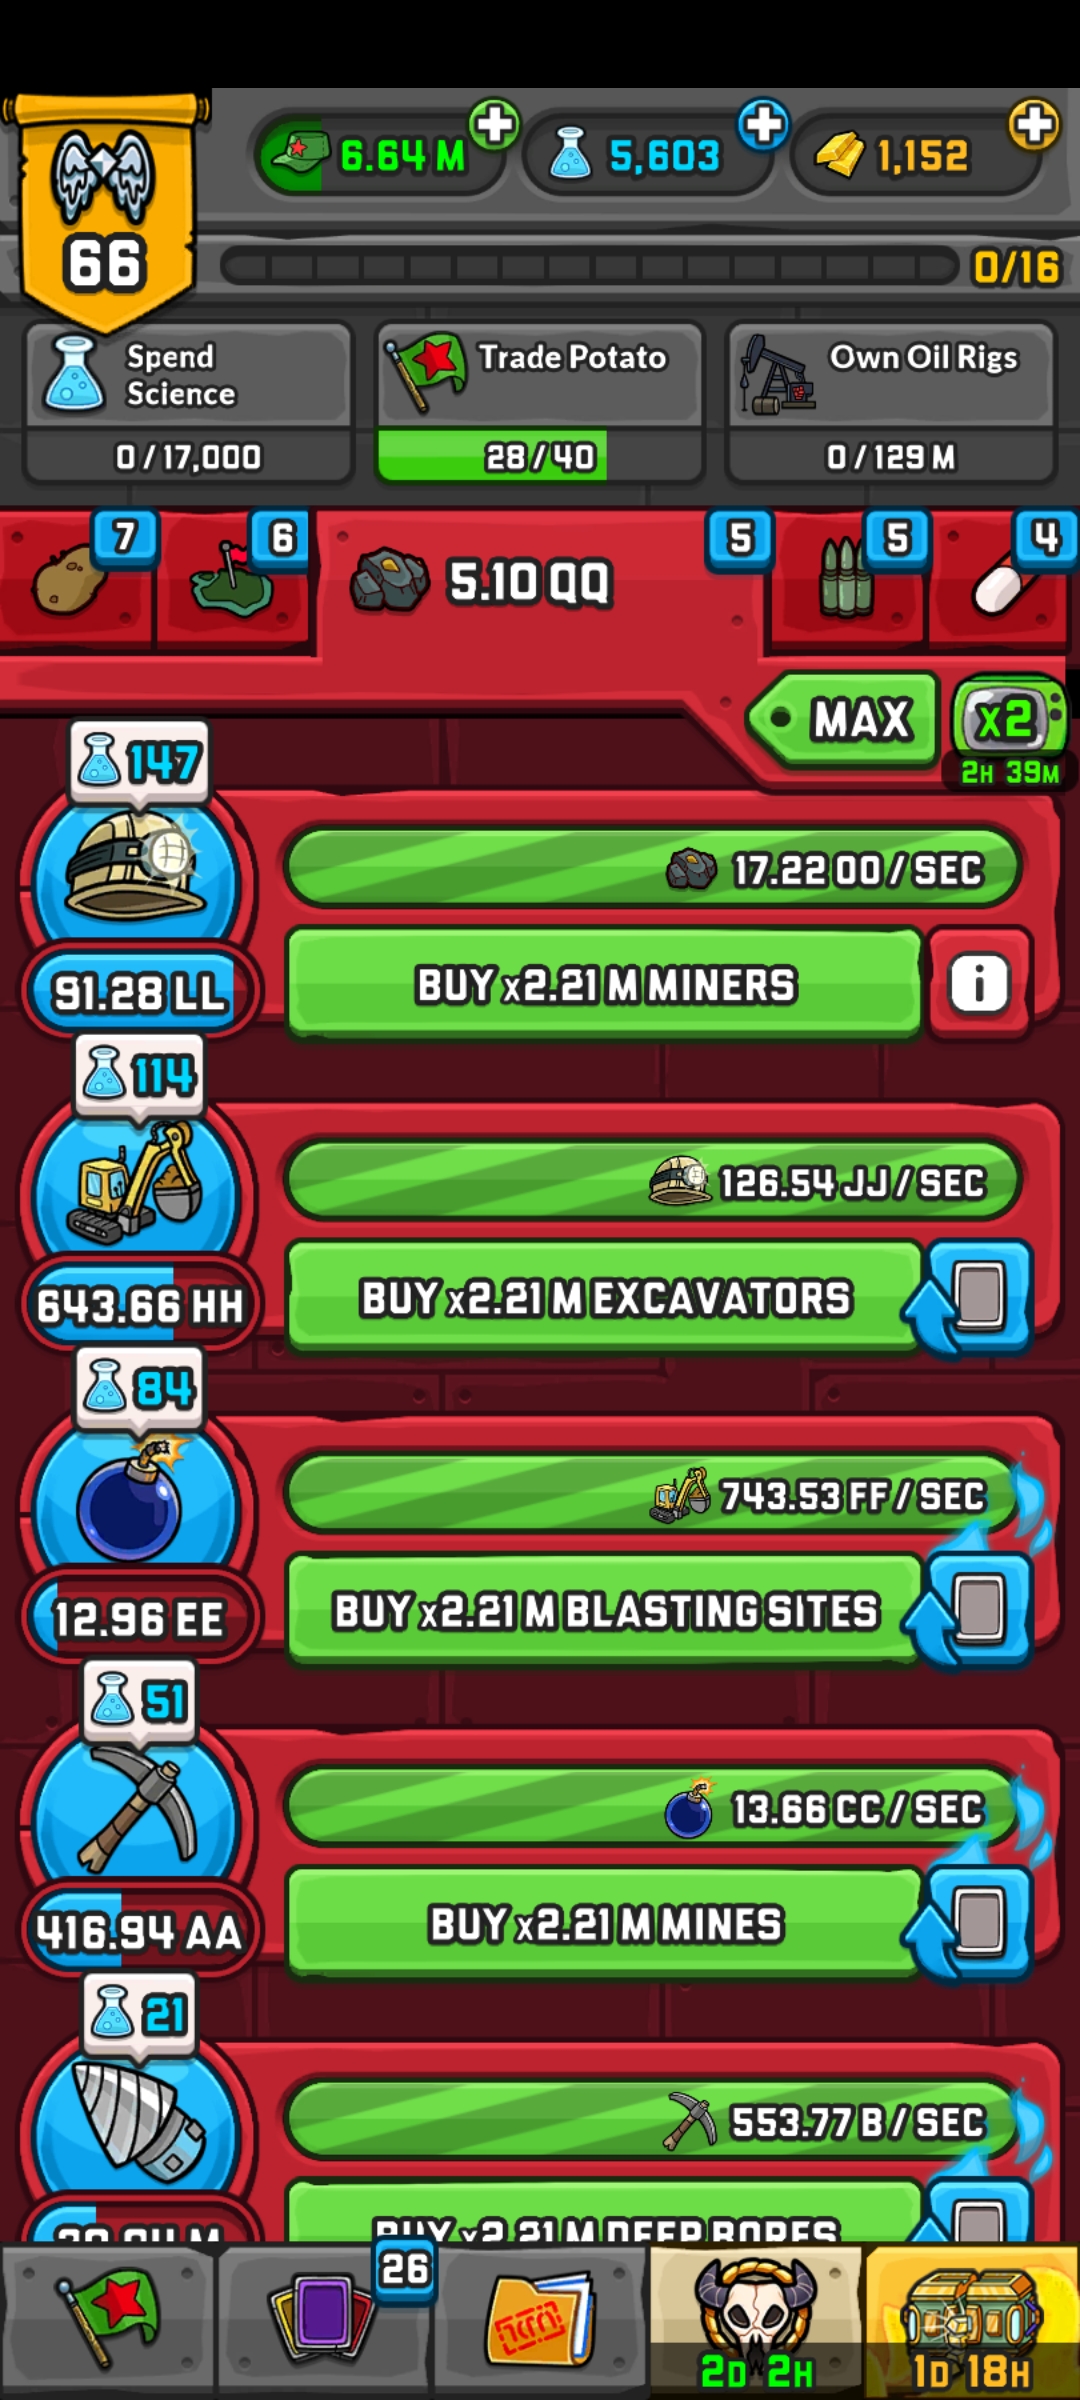 6.64 M
5,603
1,152
66
0/16
Spend
Science
0 / 17,000
Trade Potato
28 / 40
Own Oil Rigs
0 / 129 M
7
6
5.10 QQ
5
5
4
MAX
x2
2H 39M
147
17.22 OO / SEC
91.28 LL
BUY x2.21 M MINERS
i
114
126.54 JJ / SEC
643.66 HH
BUY x2.21 M EXCAVATORS
84
743.53 FF / SEC
12.96 EE
BUY x2.21 M BLASTING SITES
51
13.66 CC / SEC
416.94 AA
BUY x2.21 M MINES
21
553.77 B / SEC
BUY x2.21 M DEEP BORES
26
2D 2H
1D 18H